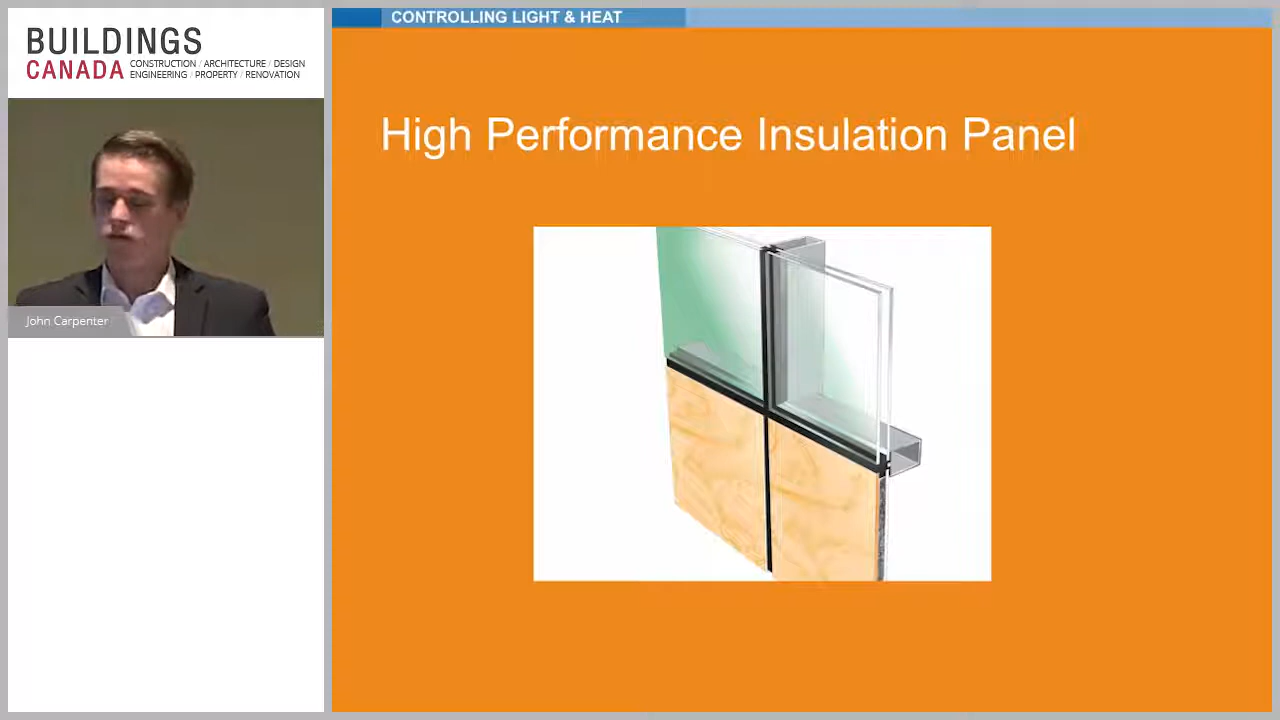 BUILDINGS
CANADA
CONSTRUCTION / ARCHITECTURE / DESIGN
ENGINEERING / PROPERTY / RENOVATION
John Carpenter
CONTROLLING LIGHT & HEAT
High Performance Insulation Panel